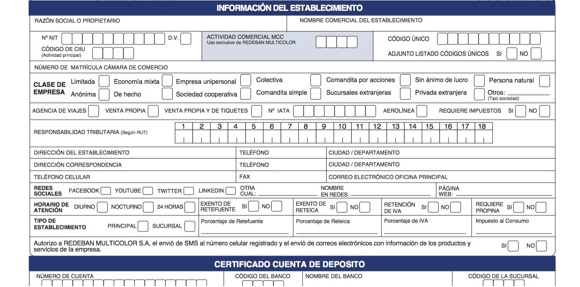 INFORMACIÓN DEL ESTABLECIMIENTO
RAZÓN SOCIAL O PROPIETARIO NOMBRE COMERCIAL DEL ESTABLECIMIENTO
Nº NIT D.V. ACTIVIDAD COMERCIAL MCC CÓDIGO ÚNICO
Uso exclusivo de REDEBAN MULTICOLOR
CÓDIGO DE CIIU ADJUNTO LISTADO CÓDIGOS ÚNICOS SI NO
(Actividad principal)
NÚMERO DE MATRÍCULA CÁMARA DE COMERCIO
CLASE DE EMPRESA
Limitada Economía mixta Empresa unipersonal Colectiva Comandita por acciones Sin ánimo de lucro Persona natural
Anónima De hecho Sociedad cooperativa Comandita simple Sucursales extranjeras Privada extranjera Otros:
(Tipo sociedad)
AGENCIA DE VIAJES VENTA PROPIA VENTA PROPIA Y DE TIQUETES Nº IATA AEROLÍNEA REQUIERE IMPUESTOS SI NO
RESPONSABILIDAD TRIBUTARIA (Según RUT) 1 2 3 4 5 6 7 8 9 10 11 12 13 14 15 16 17 18
DIRECCIÓN DEL ESTABLECIMIENTO TELÉFONO CIUDAD / DEPARTAMENTO
DIRECCIÓN CORRESPONDENCIA TELÉFONO CIUDAD / DEPARTAMENTO
TELÉFONO CELULAR FAX CORREO ELECTRÓNICO OFICINA PRINCIPAL
REDES SOCIALES FACEBOOK YOUTUBE TWITTER LINKEDIN OTRA CUAL: NOMBRE EN REDES: PÁGINA WEB:
HORARIO DE ATENCIÓN DIURNO NOCTURNO 24 HORAS EXENTO DE RETEFUENTE SI NO EXENTO DE RETEICA SI NO RETENCIÓN DE IVA SI NO REQUIERE PROPINA SI NO
TIPO DE ESTABLECIMIENTO PRINCIPAL SUCURSAL Porcentaje de Retefuente Porcentaje de Reteica Porcentaje de IVA Impuesto al Consumo
Autorizo a REDEBAN MULTICOLOR S.A, el envió de SMS al número celular registrado y el envió de correos electrónicos con información de los productos y SI NO
servicios de la empresa.
CERTIFICADO CUENTA DE DEPOSITO
NÚMERO DE CUENTA CÓDIGO DEL BANCO NOMBRE DEL BANCO CÓDIGO DE LA SUCURSAL